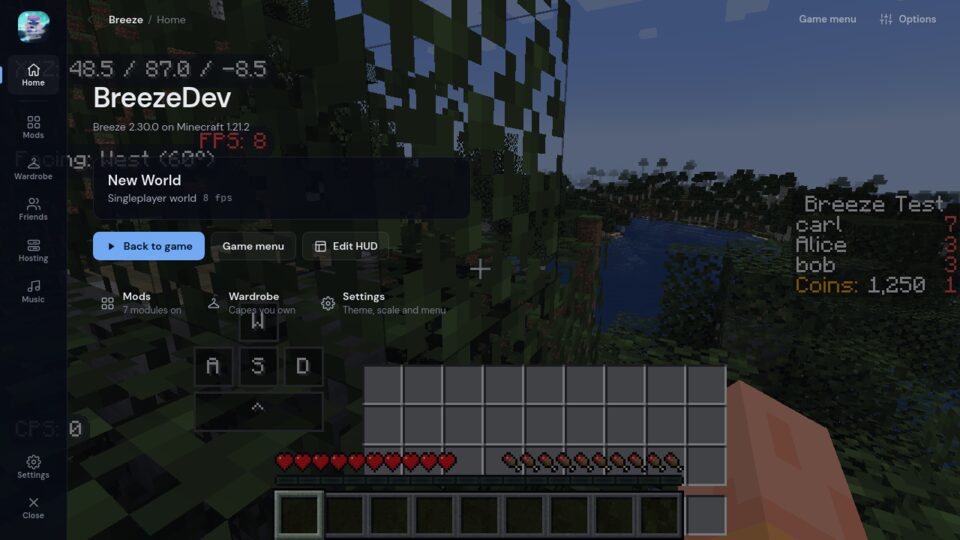 Breeze / Home
Game menu
Options
XYZ: 48.5 / 87.0 / -8.5
Home
BreezeDev
Breeze 2.30.0 on Minecraft 1.21.2
FPS: 8
Mods
Facing: West (60°)
Wardrobe
New World
Singleplayer world 8 fps
Friends
Breeze Test
carl 7
Alice 3
bob 3
Coins: 1,250 1
Back to game
Game menu
Edit HUD
Hosting
Music
Mods
7 modules on
Wardrobe
Capes you own
Settings
Theme, scale and menu
W
A S D
^
CPS: 0
Settings
Close